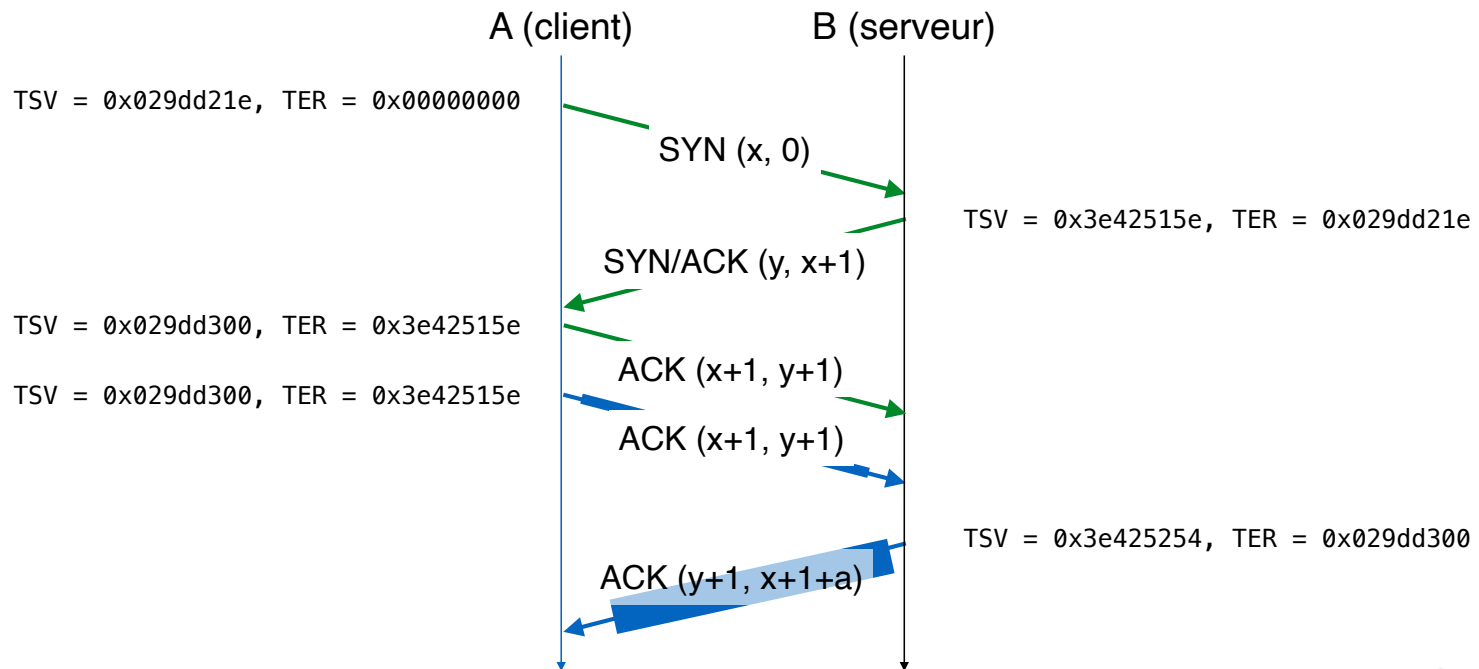 A (client)
B (serveur)
TSV = 0x029dd21e, TER = 0x00000000
SYN (x, 0)
TSV = 0x3e42515e, TER = 0x029dd21e
SYN/ACK (y, x+1)
TSV = 0x029dd300, TER = 0x3e42515e
ACK (x+1, y+1)
TSV = 0x029dd300, TER = 0x3e42515e
ACK (x+1, y+1)
TSV = 0x3e425254, TER = 0x029dd300
ACK (y+1, x+1+a)